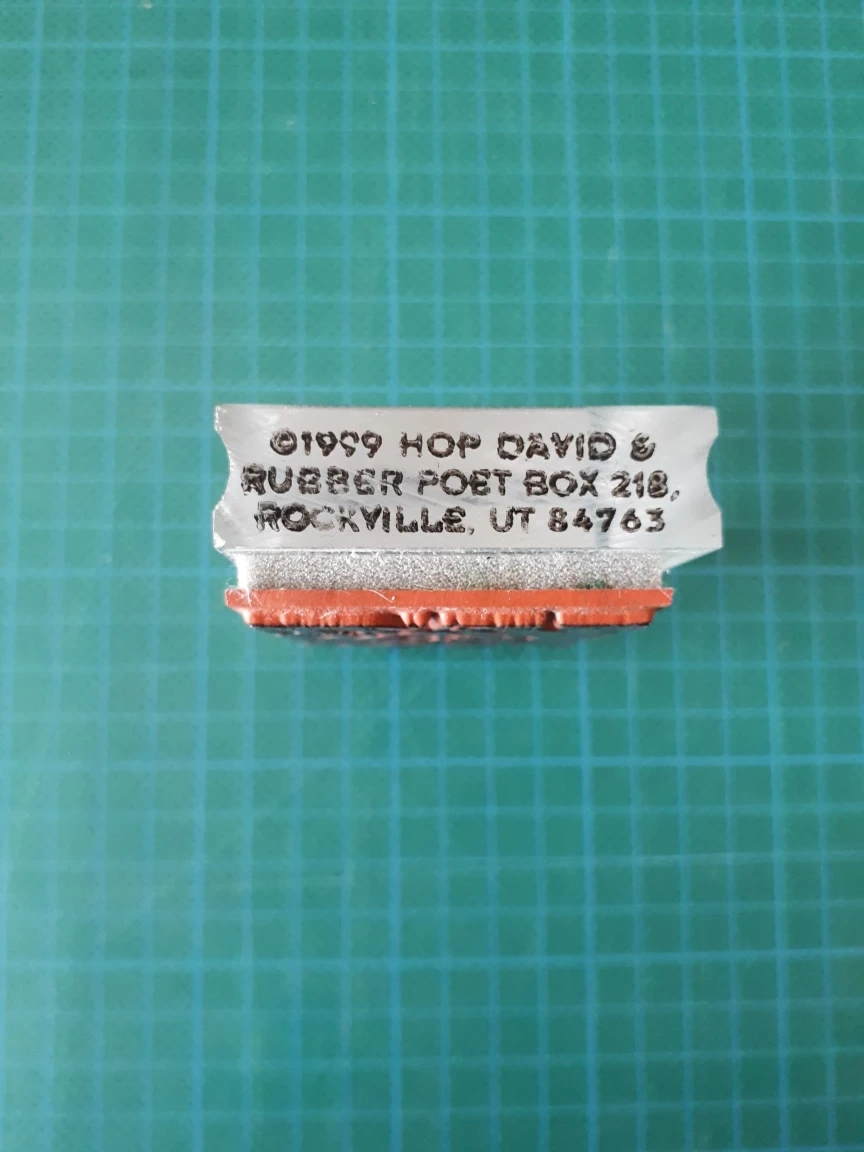 ©1999 HOP DAVID &
RUBBER POET BOX 218,
ROCKVILLE, UT 84763